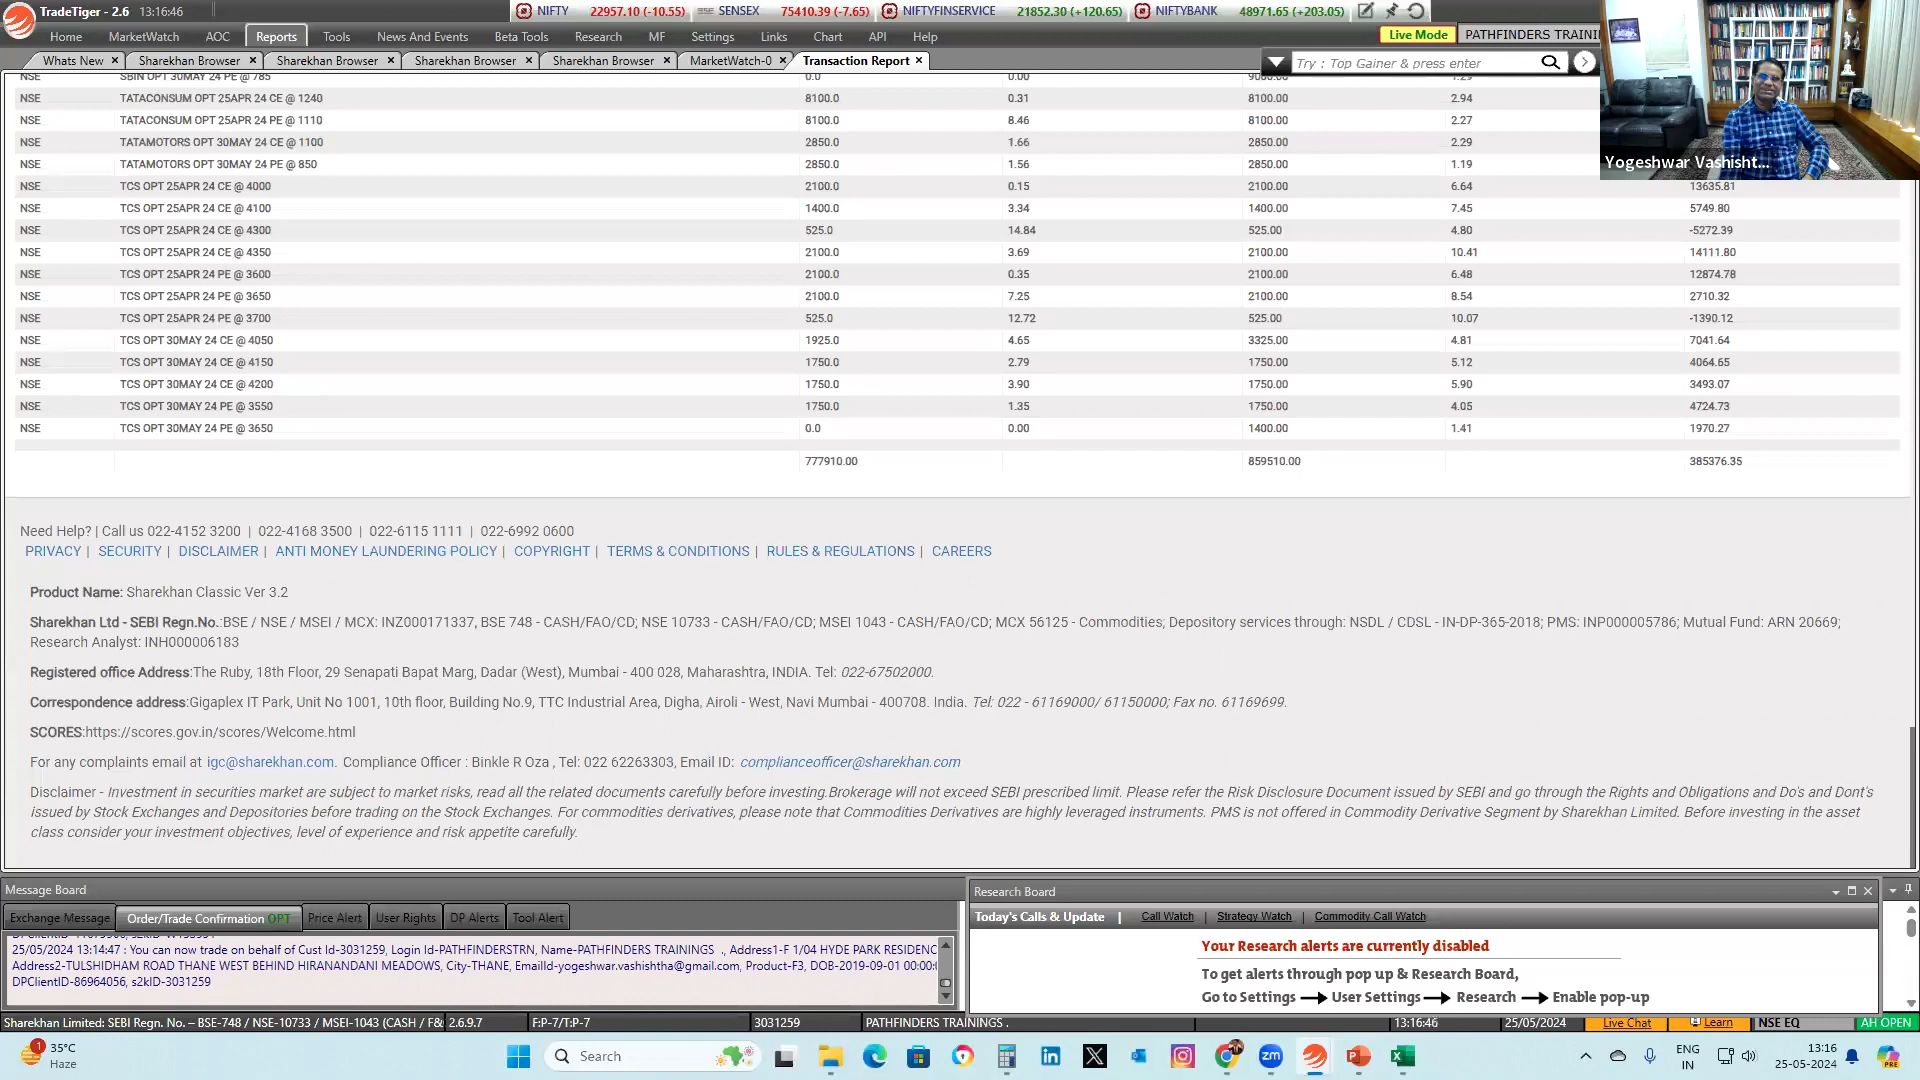 TradeTiger - 2.6 13:16:46 NIFTY 22957.10 (-10.55) SENSEX 75410.39 (-7.65) NIFTYFINSERVICE 21852.30 (+120.65) NIFTYBANK 48971.65 (+203.05)
Home MarketWatch AOC Reports Tools News And Events Beta Tools Research MF Settings Links Chart API Help Live Mode PATHFINDERS TRAINI
Whats New Sharekhan Browser Sharekhan Browser Sharekhan Browser Sharekhan Browser MarketWatch-0 Transaction Report Try : Top Gainer & press enter
NSE SBIN OPT 30MAY 24 PE @ 785 0.0 0.00 9000.00 1.29
NSE TATACONSUM OPT 25APR 24 CE @ 1240 8100.0 0.31 8100.00 2.94
NSE TATACONSUM OPT 25APR 24 PE @ 1110 8100.0 8.46 8100.00 2.27
NSE TATAMOTORS OPT 30MAY 24 CE @ 1100 2850.0 1.66 2850.00 2.29
NSE TATAMOTORS OPT 30MAY 24 PE @ 850 2850.0 1.56 2850.00 1.19
Yogeshwar Vashisht...
NSE TCS OPT 25APR 24 CE @ 4000 2100.0 0.15 2100.00 6.64 13635.81
NSE TCS OPT 25APR 24 CE @ 4100 1400.0 3.34 1400.00 7.45 5749.80
NSE TCS OPT 25APR 24 CE @ 4300 525.0 14.84 525.00 4.80 -5272.39
NSE TCS OPT 25APR 24 CE @ 4350 2100.0 3.69 2100.00 10.41 14111.80
NSE TCS OPT 25APR 24 PE @ 3600 2100.0 0.35 2100.00 6.48 12874.78
NSE TCS OPT 25APR 24 PE @ 3650 2100.0 7.25 2100.00 8.54 2710.32
NSE TCS OPT 25APR 24 PE @ 3700 525.0 12.72 525.00 10.07 -1390.12
NSE TCS OPT 30MAY 24 CE @ 4050 1925.0 4.65 3325.00 4.81 7041.64
NSE TCS OPT 30MAY 24 CE @ 4150 1750.0 2.79 1750.00 5.12 4064.65
NSE TCS OPT 30MAY 24 CE @ 4200 1750.0 3.90 1750.00 5.90 3493.07
NSE TCS OPT 30MAY 24 PE @ 3550 1750.0 1.35 1750.00 4.05 4724.73
NSE TCS OPT 30MAY 24 PE @ 3650 0.0 0.00 1400.00 1.41 1970.27
777910.00 859510.00 385376.35
Need Help? | Call us 022-4152 3200 | 022-4168 3500 | 022-6115 1111 | 022-6992 0600
PRIVACY | SECURITY | DISCLAIMER | ANTI MONEY LAUNDERING POLICY | COPYRIGHT | TERMS & CONDITIONS | RULES & REGULATIONS | CAREERS
Product Name: Sharekhan Classic Ver 3.2
Sharekhan Ltd - SEBI Regn.No.:BSE / NSE / MSEI / MCX: INZ000171337, BSE 748 - CASH/FAO/CD; NSE 10733 - CASH/FAO/CD; MSEI 1043 - CASH/FAO/CD; MCX 56125 - Commodities; Depository services through: NSDL / CDSL - IN-DP-365-2018; PMS: INP000005786; Mutual Fund: ARN 20669;
Research Analyst: INH000006183
Registered office Address:The Ruby, 18th Floor, 29 Senapati Bapat Marg, Dadar (West), Mumbai - 400 028, Maharashtra, INDIA. Tel: 022-67502000.
Correspondence address:Gigaplex IT Park, Unit No 1001, 10th floor, Building No.9, TTC Industrial Area, Digha, Airoli - West, Navi Mumbai - 400708. India. Tel: 022 - 61169000/ 61150000; Fax no. 61169699.
SCORES:https://scores.gov.in/scores/Welcome.html
For any complaints email at igc@sharekhan.com. Compliance Officer : Binkle R Oza , Tel: 022 62263303, Email ID: complianceofficer@sharekhan.com
Disclaimer - Investment in securities market are subject to market risks, read all the related documents carefully before investing.Brokerage will not exceed SEBI prescribed limit. Please refer the Risk Disclosure Document issued by SEBI and go through the Rights and Obligations and Do's and Dont's
issued by Stock Exchanges and Depositories before trading on the Stock Exchanges. For commodities derivatives, please note that Commodities Derivatives are highly leveraged instruments. PMS is not offered in Commodity Derivative Segment by Sharekhan Limited. Before investing in the asset
class consider your investment objectives, level of experience and risk appetite carefully.
Message Board
Exchange Message Order/Trade Confirmation OPT Price Alert User Rights DP Alerts Tool Alert
25/05/2024 13:14:47 : You can now trade on behalf of Cust Id-3031259, Login Id-PATHFINDERSTRN, Name-PATHFINDERS TRAININGS ., Address1-F 1/04 HYDE PARK RESIDENC
Address2-TULSHIDHAM ROAD THANE WEST BEHIND HIRANANDANI MEADOWS, City-THANE, EmailId-yogeshwar.vashishtha@gmail.com, Product-F3, DOB-2019-09-01 00:00:
DPClientID-86964056, s2kID-3031259
Research Board
Today's Calls & Update | Call Watch | Strategy Watch | Commodity Call Watch
Your Research alerts are currently disabled
To get alerts through pop up & Research Board,
Go to Settings User Settings Research Enable pop-up
Sharekhan Limited: SEBI Regn. No. – BSE-748 / NSE-10733 / MSEI-1043 (CASH / F& 2.6.9.7 F:P-7/T:P-7 3031259 PATHFINDERS TRAININGS . 13:16:46 25/05/2024 Live Chat Learn NSE EQ AH OPEN
1 35°C
Haze
Search
zm
ENG
IN
13:16
25-05-2024
PRE